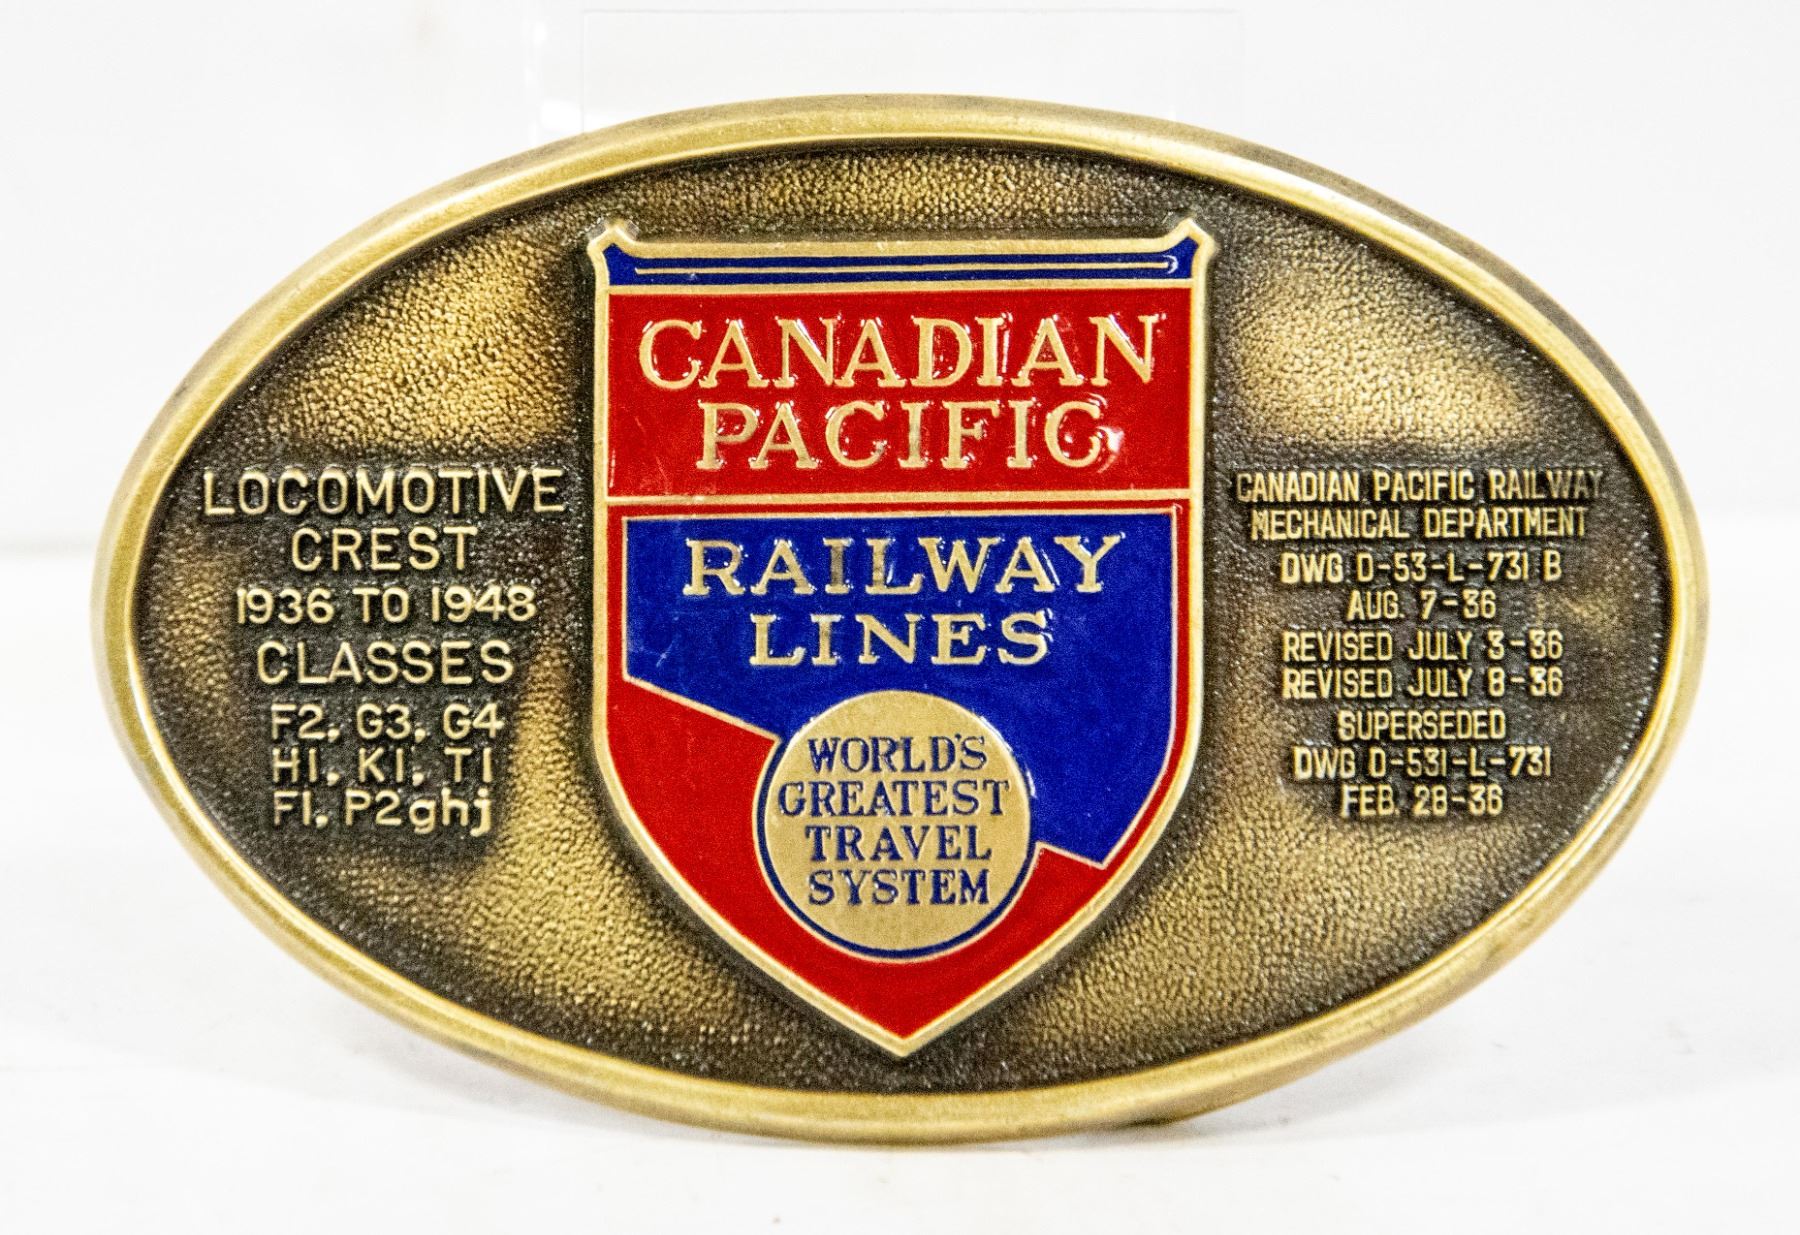 LOCOMOTIVE
CREST
1936 TO 1948
CLASSES
F2, G3, G4
H1, K1, T1
F1, P2ghj
CANADIAN
PACIFIC
RAILWAY
LINES
WORLD'S
GREATEST
TRAVEL
SYSTEM
CANADIAN PACIFIC RAILWAY
MECHANICAL DEPARTMENT
DWG D-53-L-731 B
AUG. 7-36
REVISED JULY 3-36
REVISED JULY 8-36
SUPERSEDED
DWG D-531-L-731
FEB. 28-36